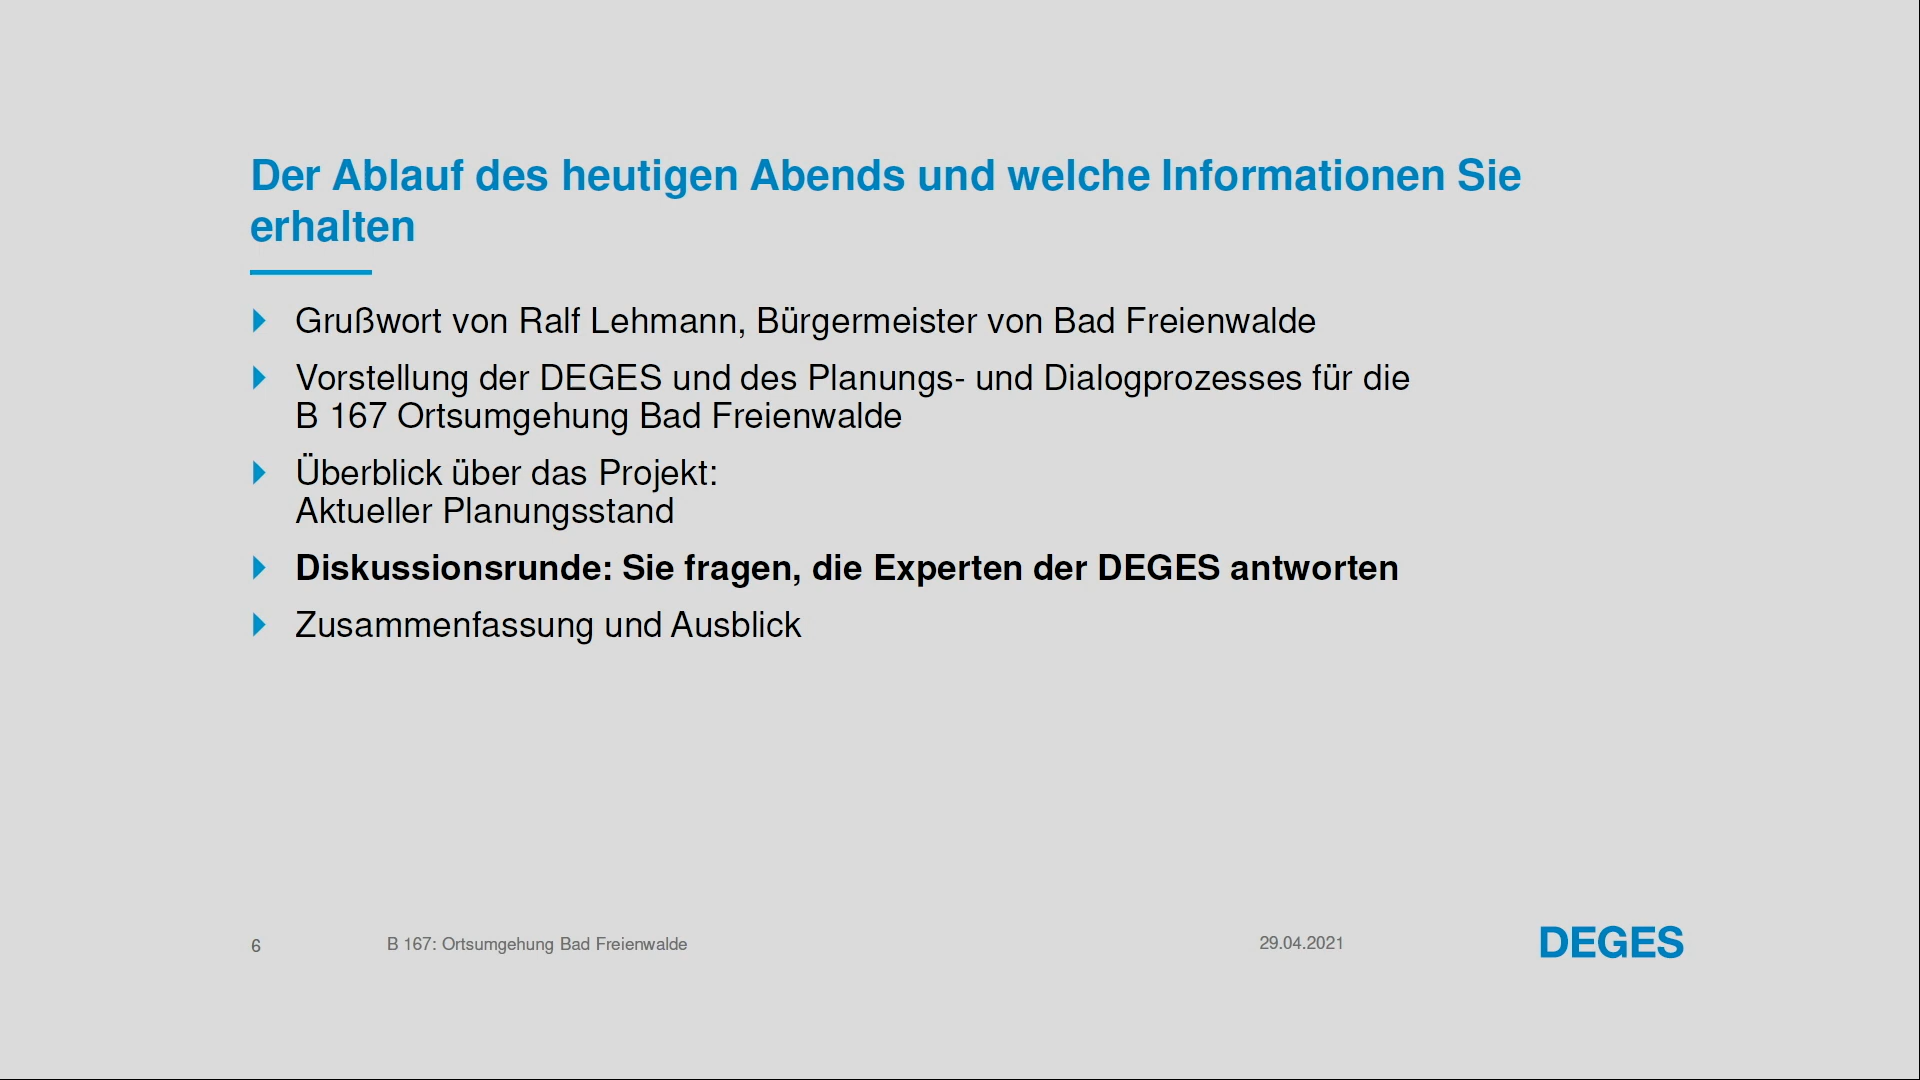 Der Ablauf des heutigen Abends und welche Informationen Sie
erhalten
Grußwort von Ralf Lehmann, Bürgermeister von Bad Freienwalde
Vorstellung der DEGES und des Planungs- und Dialogprozesses für die
B 167 Ortsumgehung Bad Freienwalde
Überblick über das Projekt:
Aktueller Planungsstand
Diskussionsrunde: Sie fragen, die Experten der DEGES antworten
Zusammenfassung und Ausblick
6
B 167: Ortsumgehung Bad Freienwalde
29.04.2021
DEGES